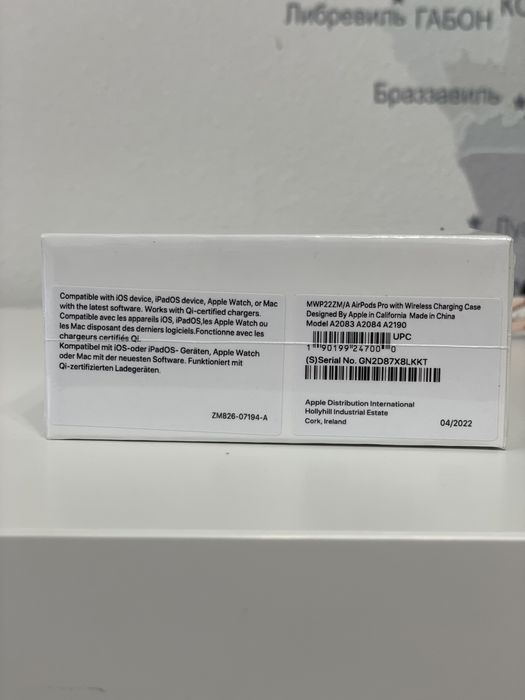 Либревиль ГАБОН
Браззавиль
Compatible with iOS device, iPadOS device, Apple Watch, or Mac
with the latest software. Works with Qi-certified chargers.
Compatible avec les appareils iOS, iPadOS,les Apple Watch ou
les Mac disposant des derniers logiciels.Fonctionne avec les
chargeurs certifiés Qi.
Kompatibel mit iOS-oder iPadOS- Geräten, Apple Watch
oder Mac mit der neuesten Software. Funktioniert mit
Qi-zertifizierten Ladegeräten.
ZM826-07194-A
MWP22ZM/A AirPods Pro with Wireless Charging Case
Designed By Apple in California Made in China
Model A2083 A2084 A2190
UPC
1 90199 24700 0
(S)Serial No. GN2D87XBLKKT
Apple Distribution International
Hollyhill Industrial Estate
Cork, Ireland
04/2022